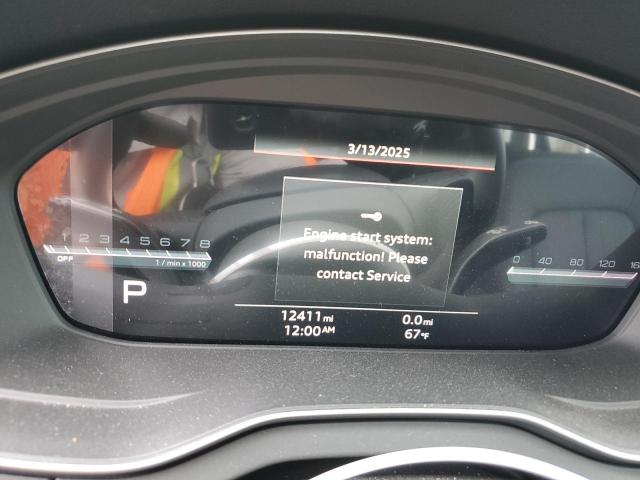 3/13/2025
Engine start system:
malfunction! Please
contact Service
1 2 3 4 5 6 7 8
OFF
1 / min x 1000
0 40 80 120 16
P
12411 mi
0.0 mi
12:00 AM
67 °F